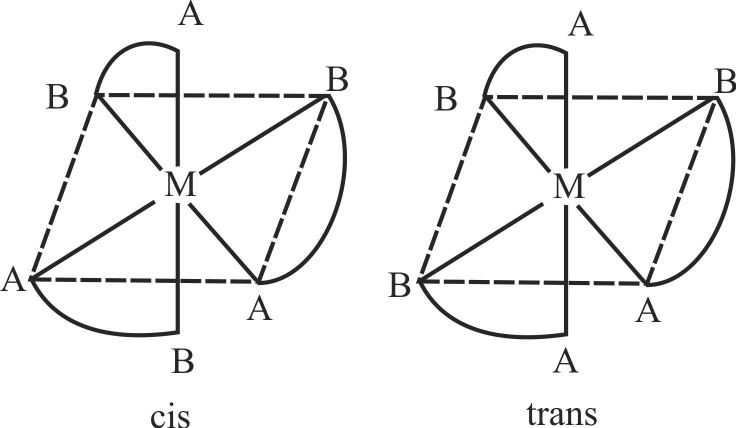 A A
B B B B
M M
A A B A
B A
cis trans